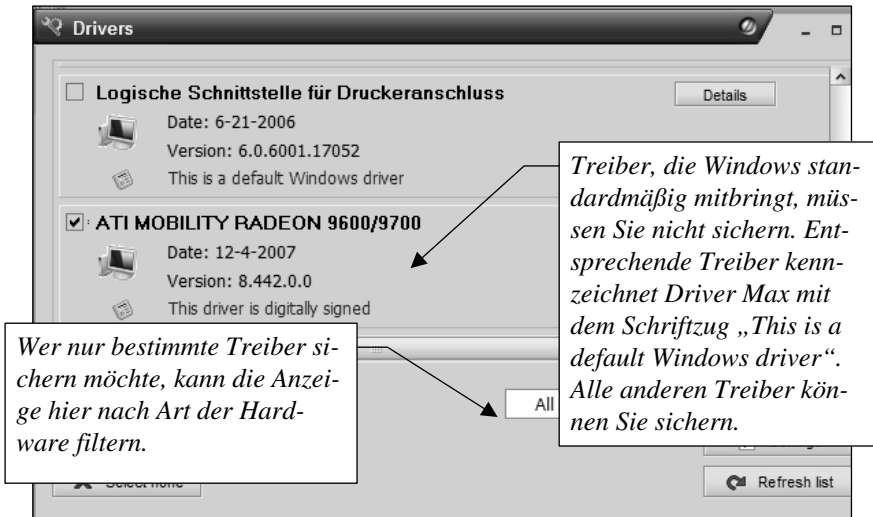 Drivers
Logische Schnittstelle für Druckeranschluss
Details
Date: 6-21-2006
Version: 6.0.6001.17052
This is a default Windows driver
ATI MOBILITY RADEON 9600/9700
Date: 12-4-2007
Version: 8.442.0.0
This driver is digitally signed
Treiber, die Windows stan-
dardmäßig mitbringt, müs-
sen Sie nicht sichern. Ent-
sprechende Treiber kenn-
zeichnet Driver Max mit
dem Schriftzug „This is a
default Windows driver“.
Alle anderen Treiber kön-
nen Sie sichern.
Wer nur bestimmte Treiber si-
chern möchte, kann die Anzei-
ge hier nach Art der Hard-
ware filtern.
All
Select none
Refresh list